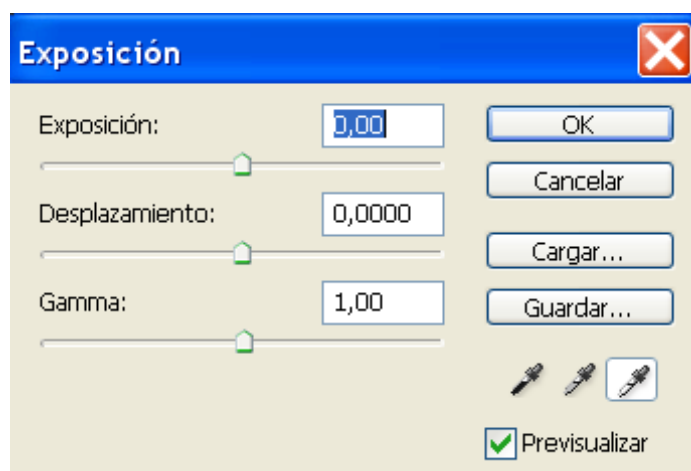 Exposición
Exposición: 0,00 OK
Cancelar
Desplazamiento: 0,0000
Cargar...
Gamma: 1,00 Guardar...
Previsualizar